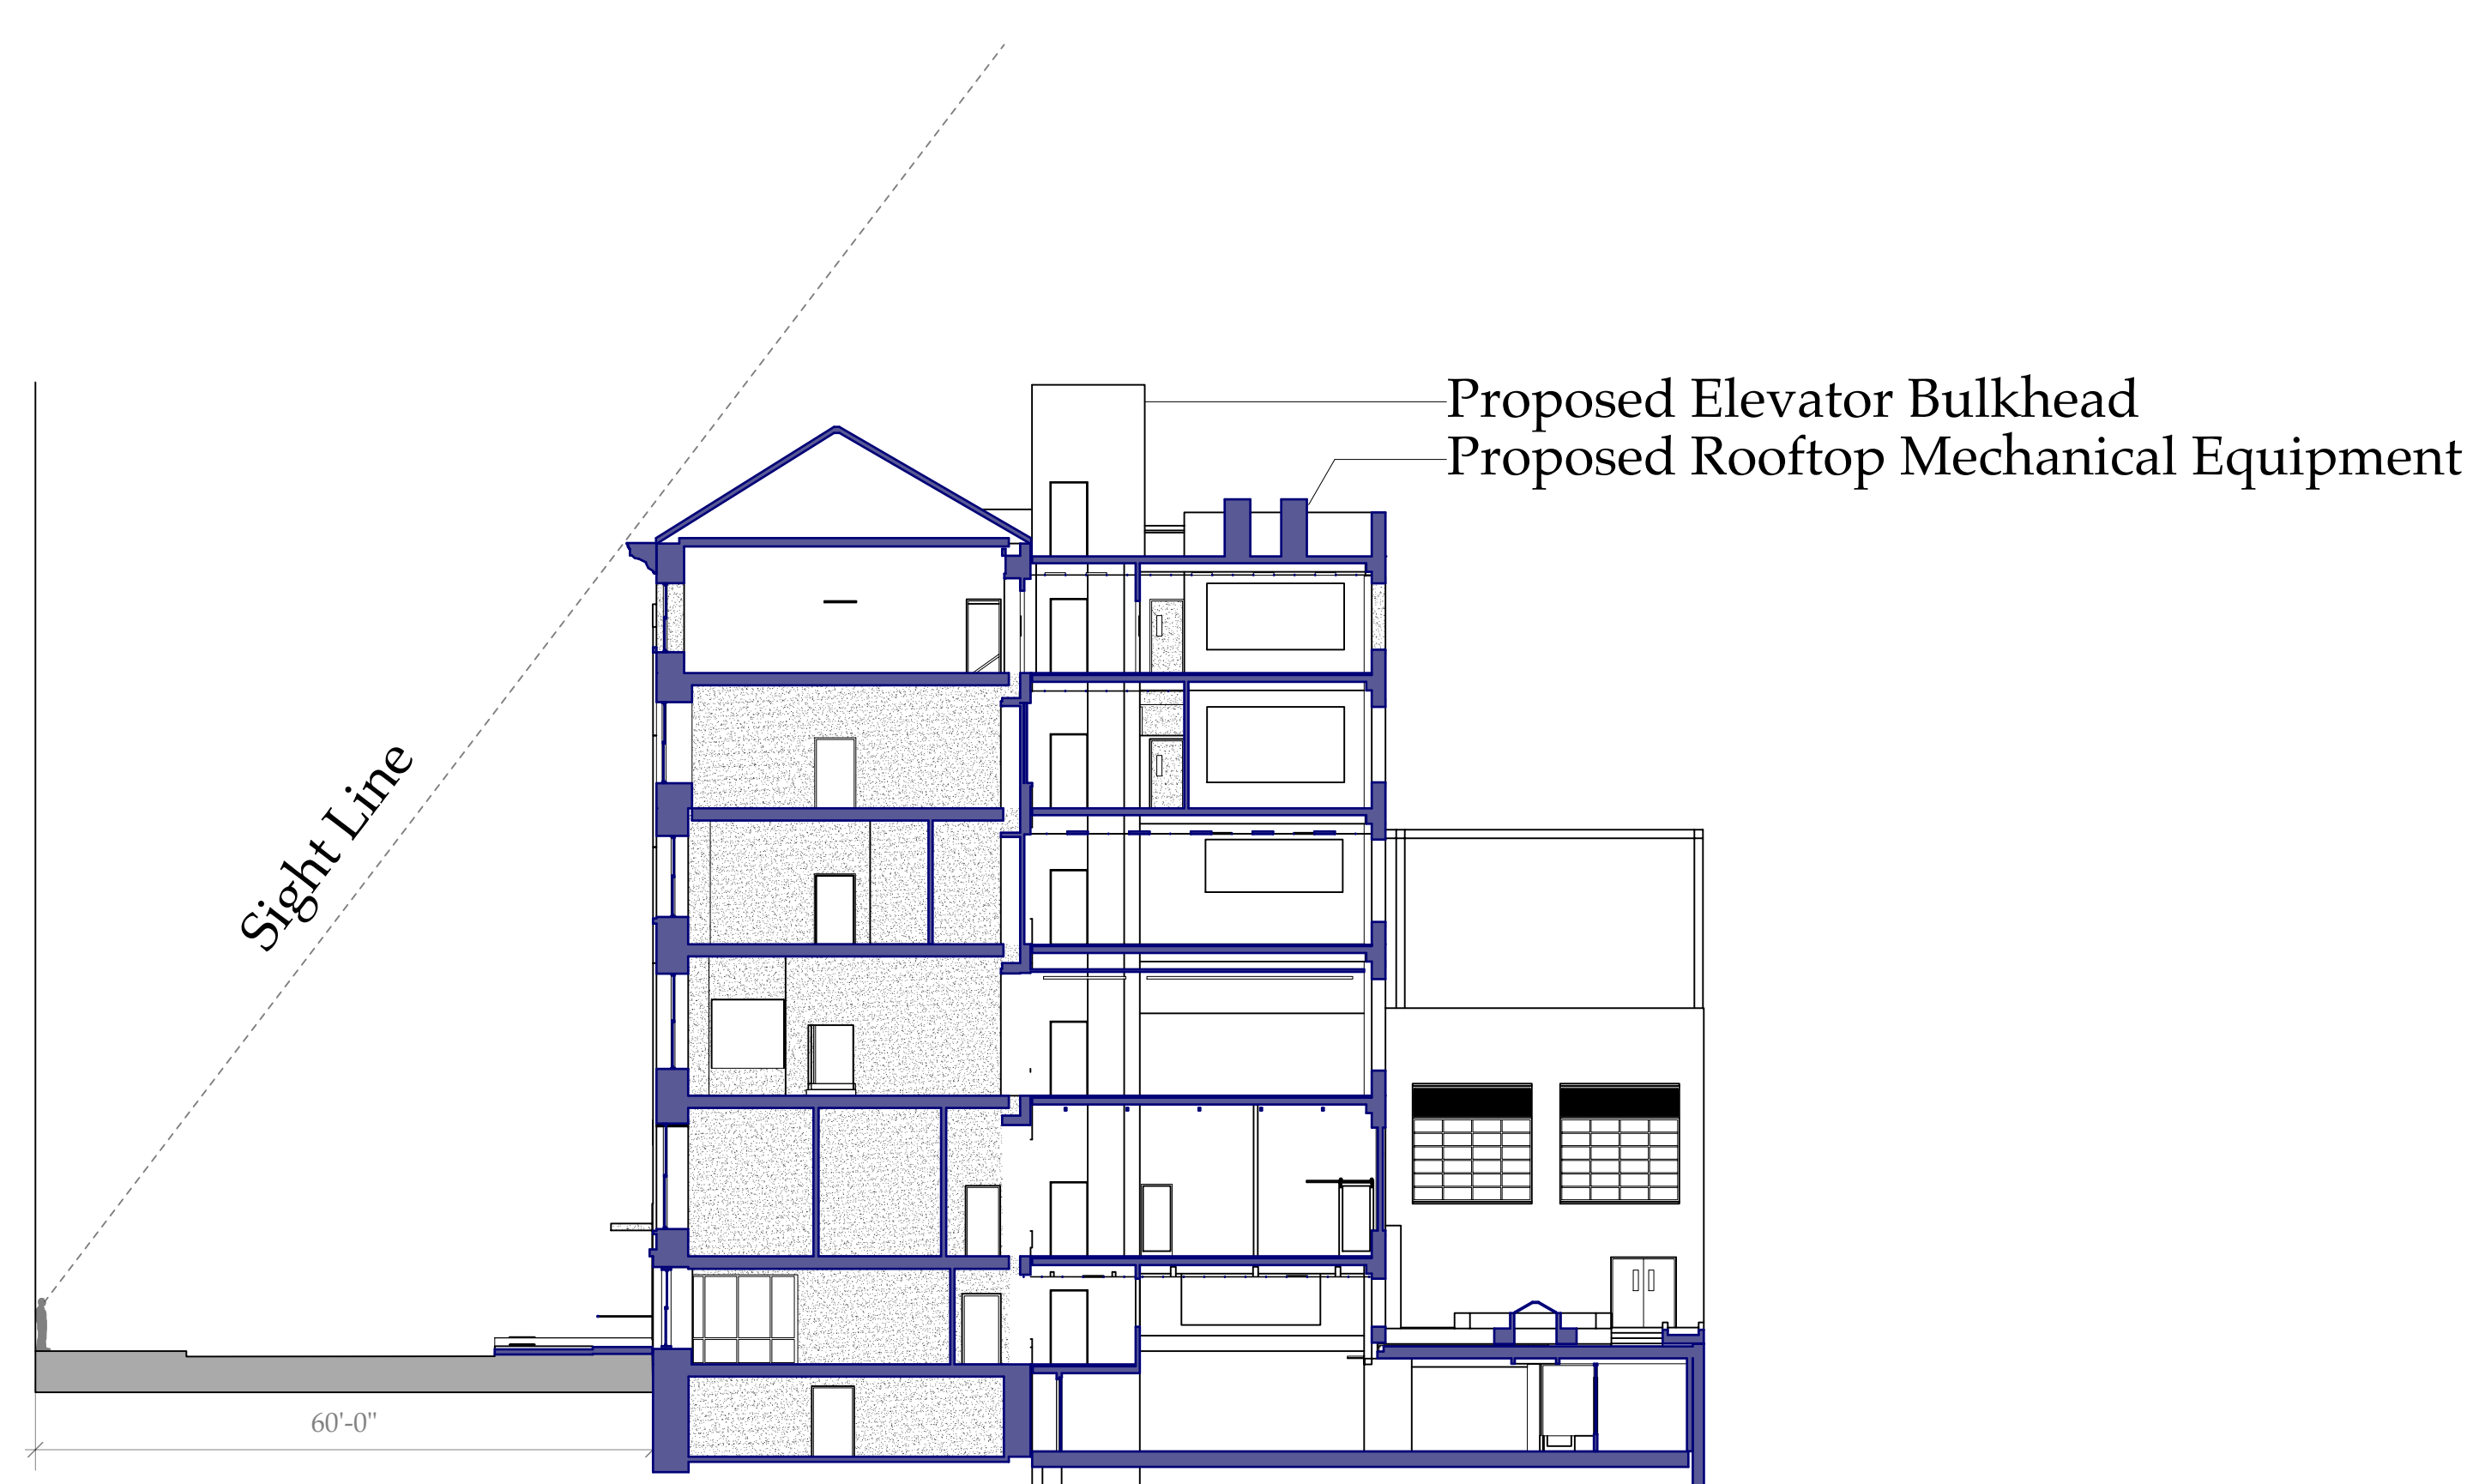 Proposed Elevator Bulkhead
Proposed Rooftop Mechanical Equipment
Sight Line
60'-0"